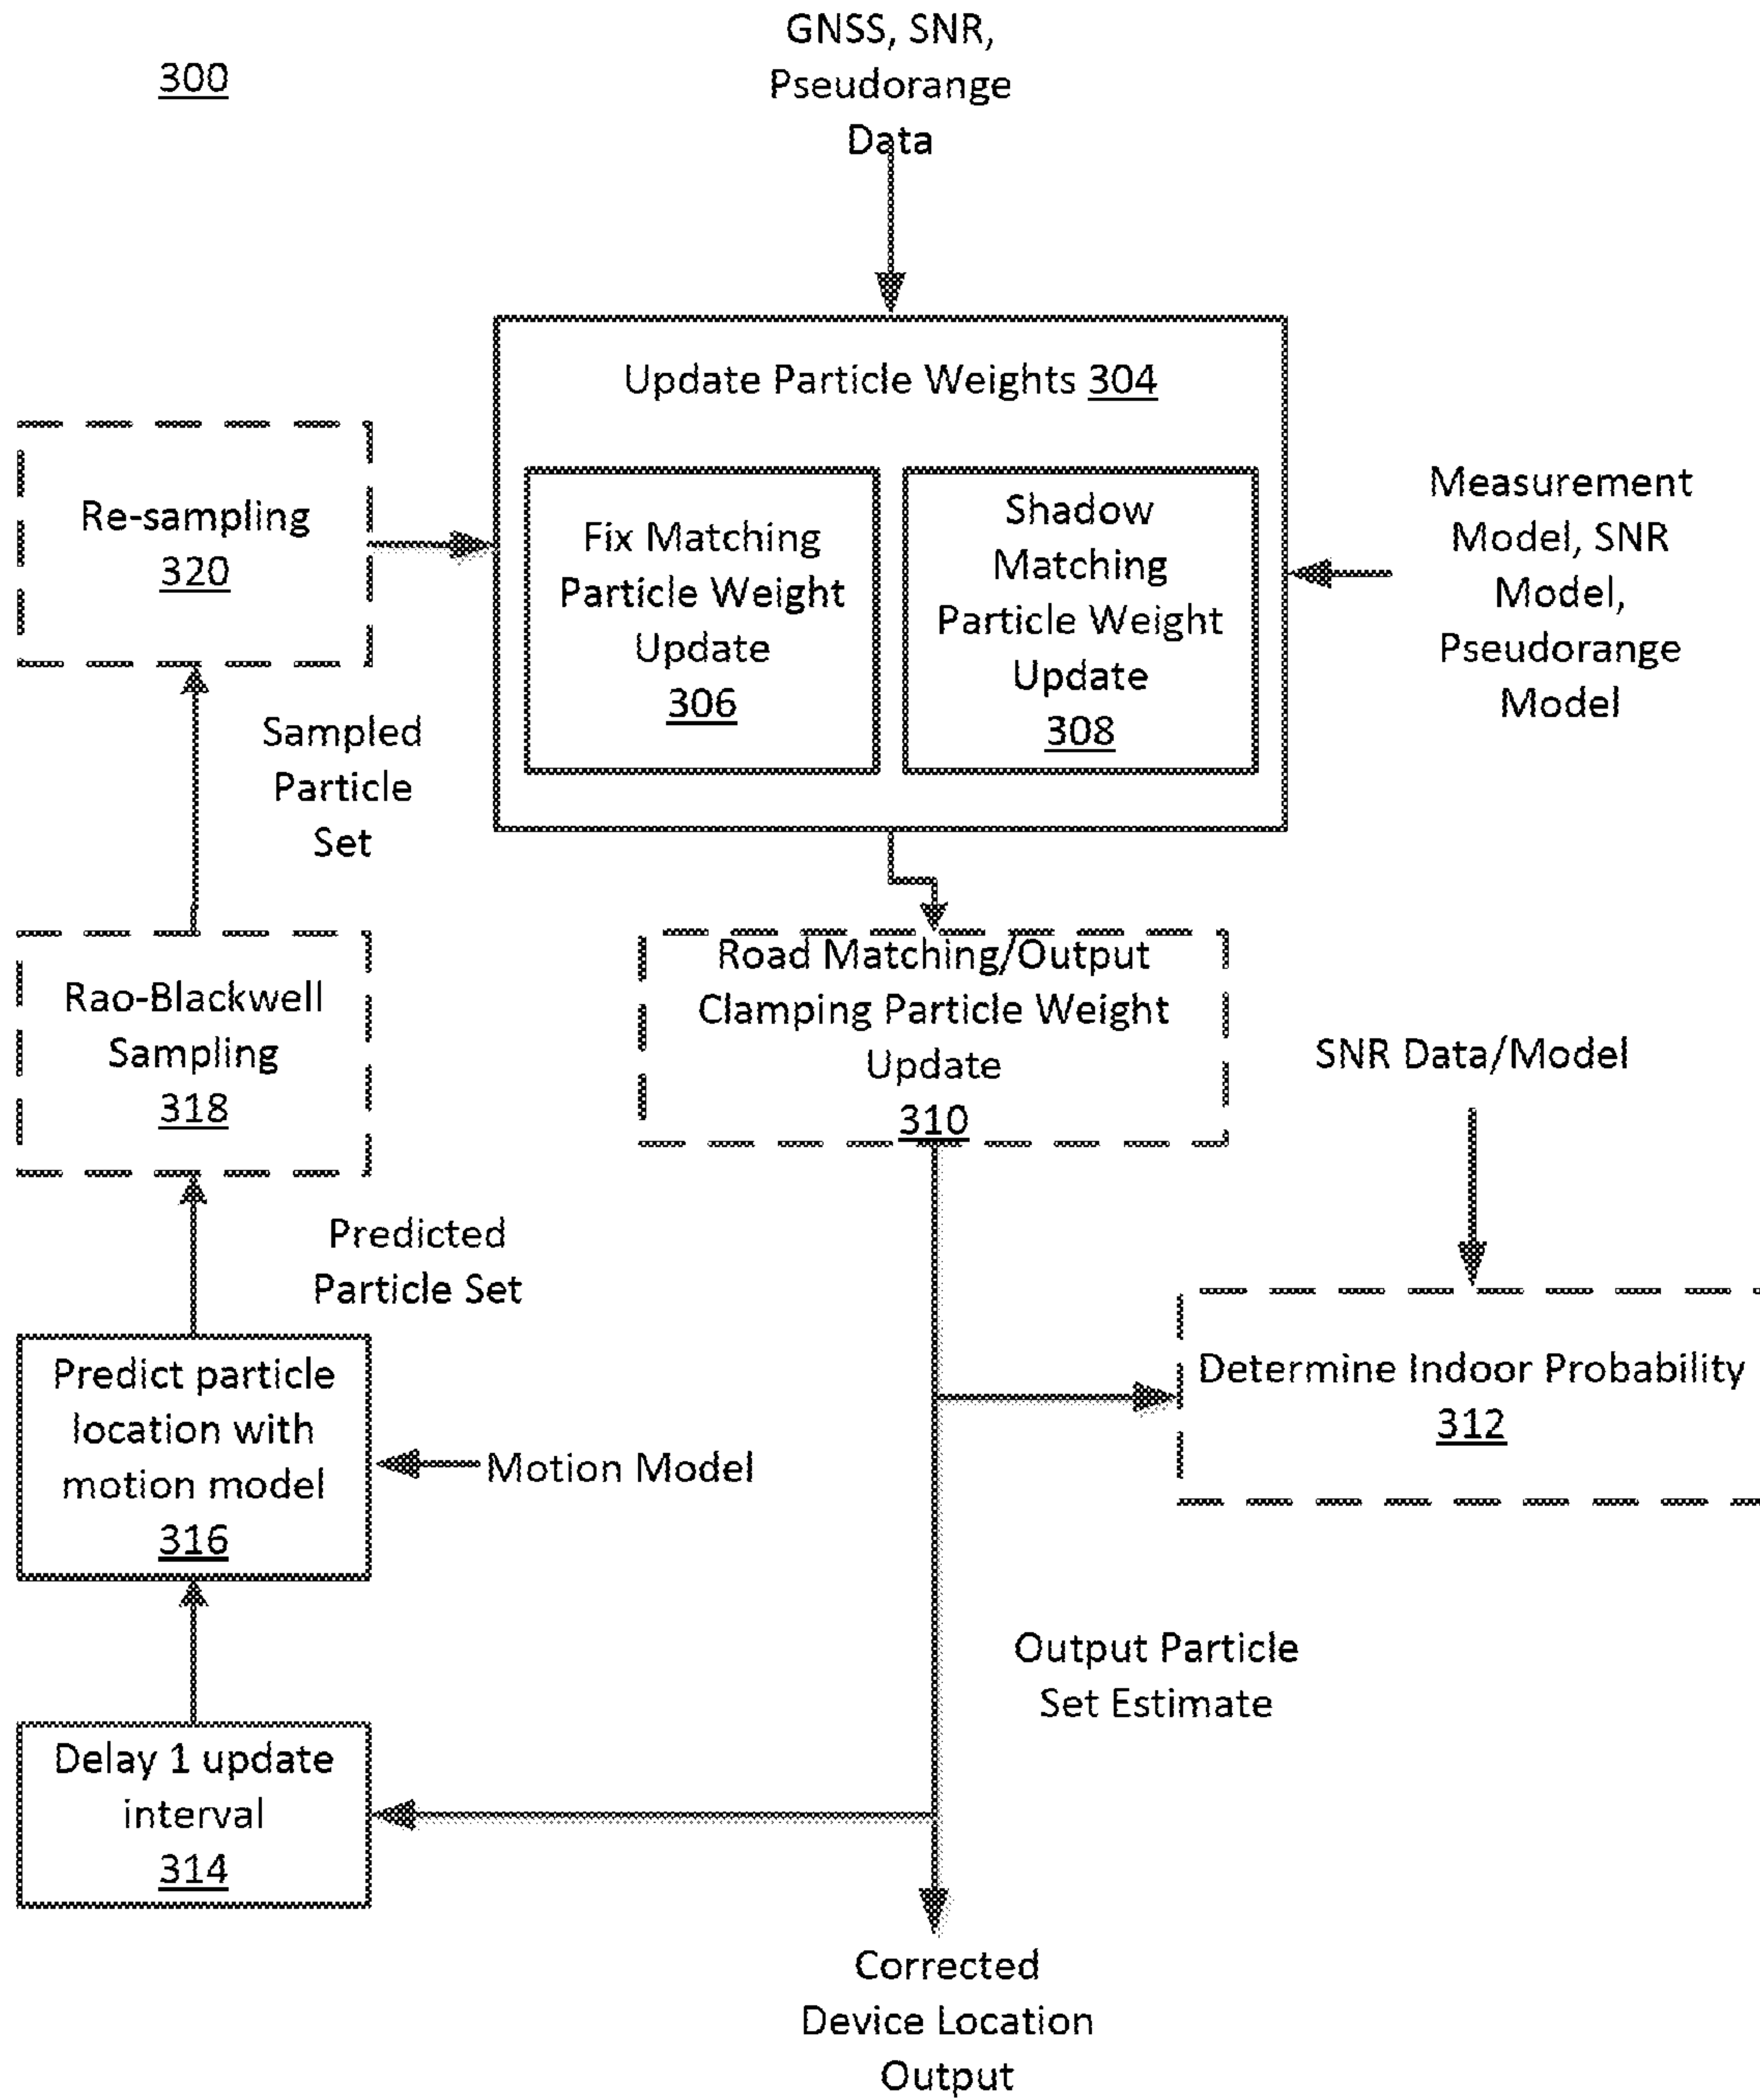 300
GNSS, SNR,
Pseudorange
Data
Update Particle Weights 304
Re-sampling
320
Fix Matching
Particle Weight
Update
306
Shadow
Matching
Particle Weight
Update
308
Measurement
Model, SNR
Model,
Pseudorange
Model
Sampled
Particle
Set
Rao-Blackwell
Sampling
318
Road Matching/Output
Clamping Particle Weight
Update
310
SNR Data/Model
Predicted
Particle Set
Predict particle
location with
motion model
316
Motion Model
Determine Indoor Probability
312
Output Particle
Set Estimate
Delay 1 update
interval
314
Corrected
Device Location
Output